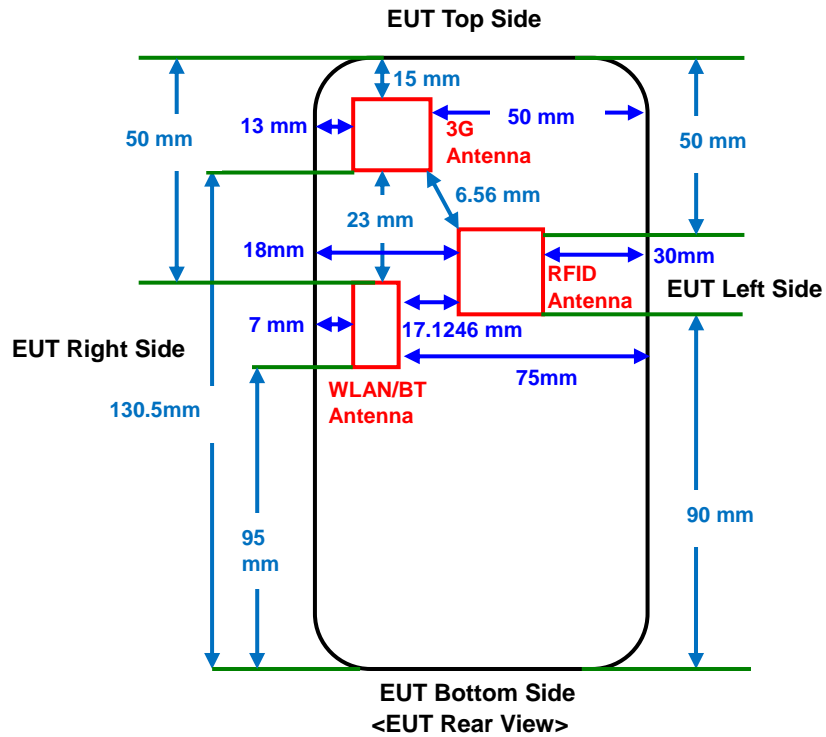 EUT Top Side
15 mm
13 mm
50 mm
3G
Antenna
50 mm
50 mm
6.56 mm
23 mm
18mm
30mm
RFID
Antenna
EUT Left Side
7 mm
17.1246 mm
EUT Right Side
75mm
WLAN/BT
Antenna
130.5mm
90 mm
95
mm
EUT Bottom Side
<EUT Rear View>